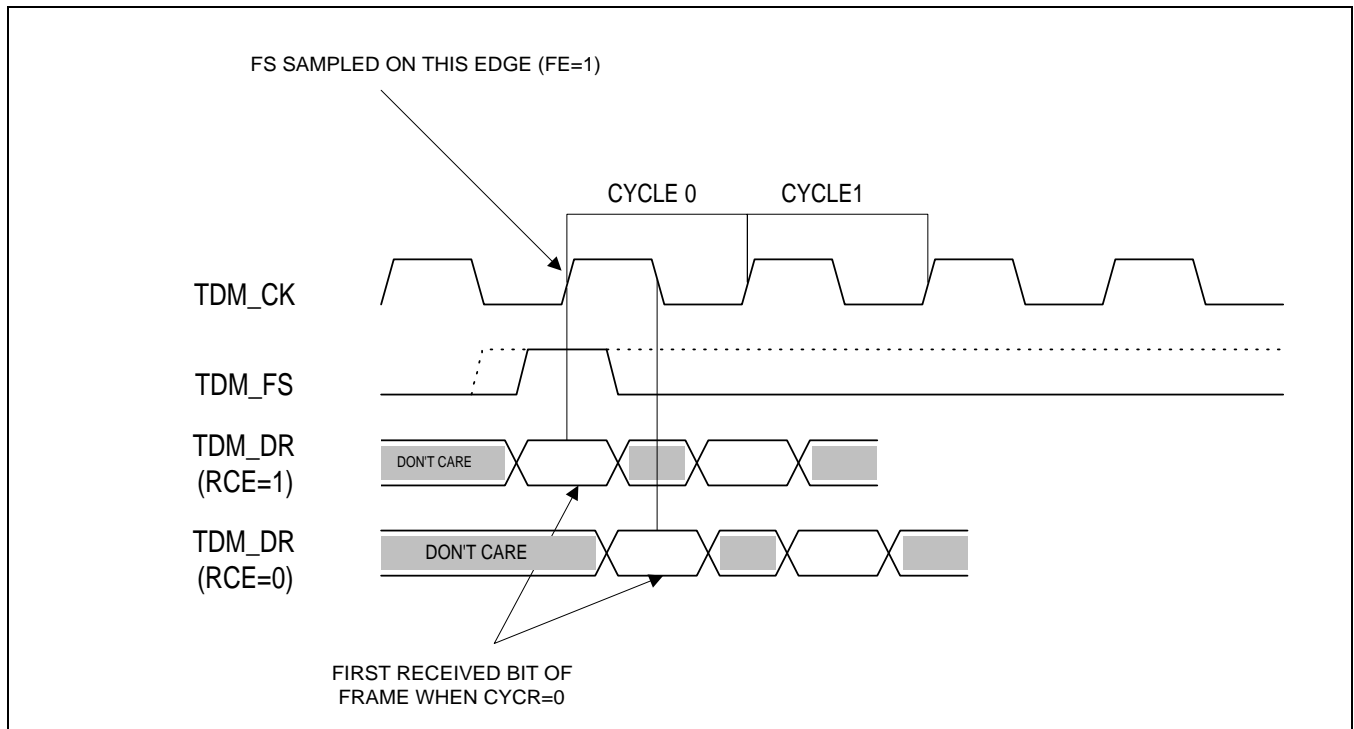 FS SAMPLED ON THIS EDGE (FE=1)
CYCLE 0
CYCLE1
TDM_CK
TDM_FS
TDM_DR
(RCE=1)
DON'T CARE
TDM_DR
(RCE=0)
DON'T CARE
FIRST RECEIVED BIT OF
FRAME WHEN CYCR=0